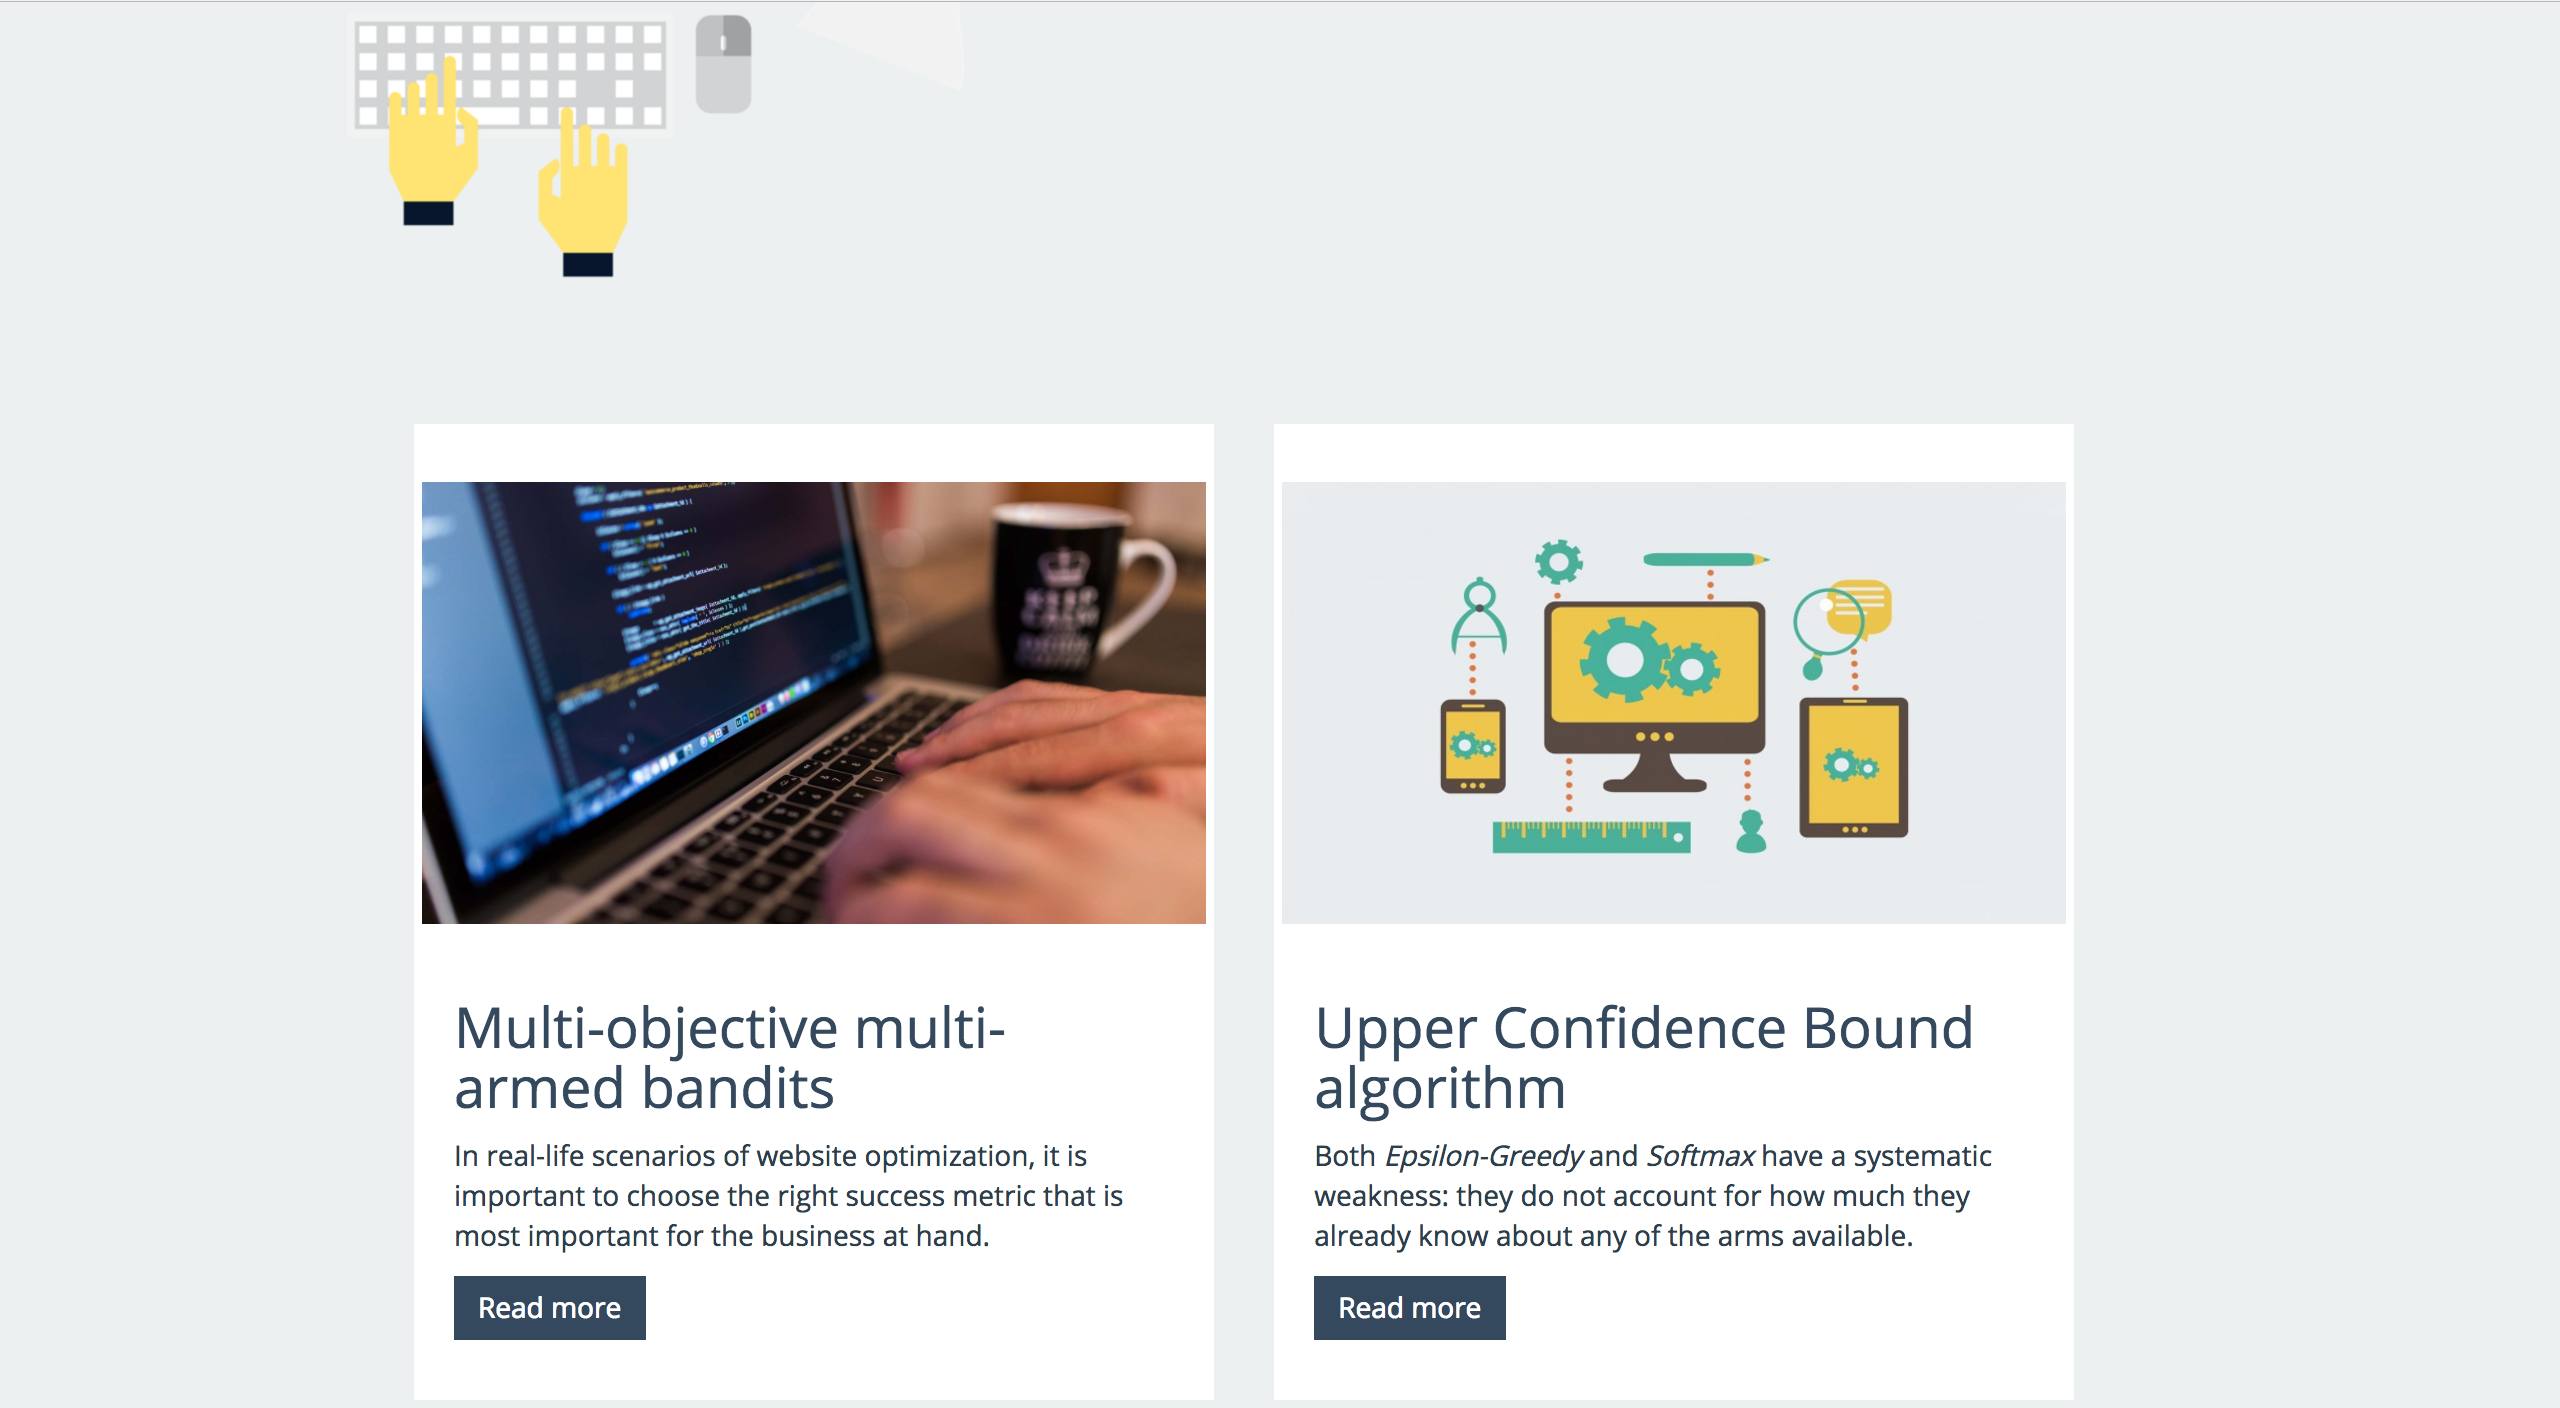 KEEP
CALM
Multi-objective multi-
armed bandits
In real-life scenarios of website optimization, it is
important to choose the right success metric that is
most important for the business at hand.
Read more
Upper Confidence Bound
algorithm
Both Epsilon-Greedy and Softmax have a systematic
weakness: they do not account for how much they
already know about any of the arms available.
Read more